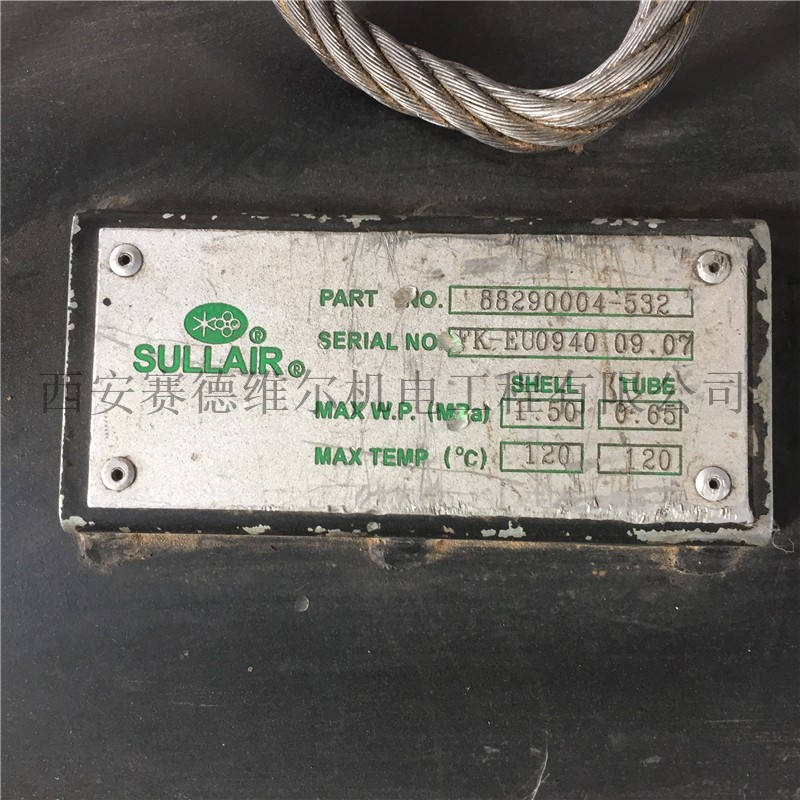 SULLAIR®
PART NO. 88290004-532
SERIAL NO. FK-EU0940 09.07
SHELL TUBE
MAX W.P. (MPa) 1.50 0.65
MAX TEMP (°C) 120 120
西安赛德维尔机电工程有限公司